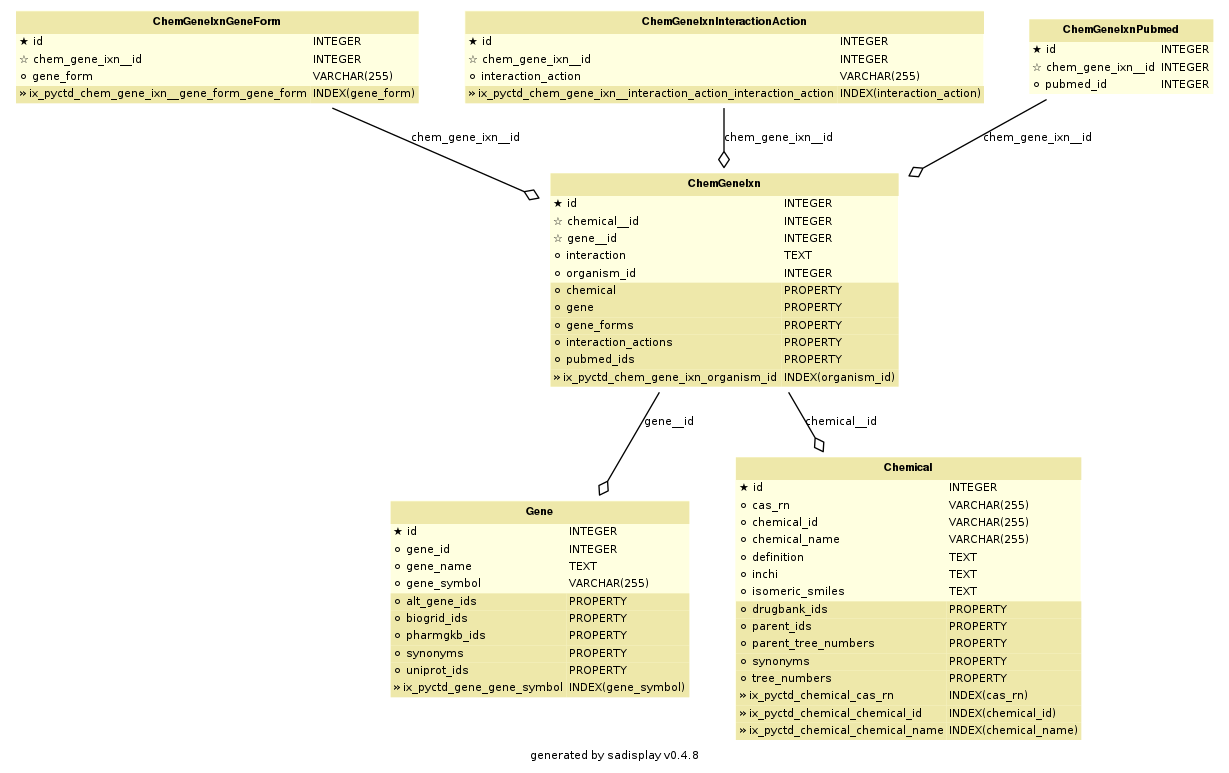 ChemGeneIxnGeneForm
★ id INTEGER
☆ chem_gene_ixn__id INTEGER
gene_form VARCHAR(255)
» ix_pyctd_chem_gene_ixn__gene_form_gene_form INDEX(gene_form)
ChemGeneIxnInteractionAction
★ id INTEGER
☆ chem_gene_ixn__id INTEGER
interaction_action VARCHAR(255)
» ix_pyctd_chem_gene_ixn__interaction_action_interaction_action INDEX(interaction_action)
ChemGeneIxnPubmed
★ id INTEGER
☆ chem_gene_ixn__id INTEGER
pubmed_id INTEGER
chem_gene_ixn__id
chem_gene_ixn__id
chem_gene_ixn__id
ChemGeneIxn
★ id INTEGER
☆ chemical__id INTEGER
☆ gene__id INTEGER
interaction TEXT
organism_id INTEGER
chemical PROPERTY
gene PROPERTY
gene_forms PROPERTY
interaction_actions PROPERTY
pubmed_ids PROPERTY
» ix_pyctd_chem_gene_ixn_organism_id INDEX(organism_id)
gene__id
chemical__id
Gene
★ id INTEGER
gene_id INTEGER
gene_name TEXT
gene_symbol VARCHAR(255)
alt_gene_ids PROPERTY
biogrid_ids PROPERTY
pharmgkb_ids PROPERTY
synonyms PROPERTY
uniprot_ids PROPERTY
» ix_pyctd_gene_gene_symbol INDEX(gene_symbol)
Chemical
★ id INTEGER
cas_rn VARCHAR(255)
chemical_id VARCHAR(255)
chemical_name VARCHAR(255)
definition TEXT
inchi TEXT
isomeric_smiles TEXT
drugbank_ids PROPERTY
parent_ids PROPERTY
parent_tree_numbers PROPERTY
synonyms PROPERTY
tree_numbers PROPERTY
» ix_pyctd_chemical_cas_rn INDEX(cas_rn)
» ix_pyctd_chemical_chemical_id INDEX(chemical_id)
» ix_pyctd_chemical_chemical_name INDEX(chemical_name)
generated by sadisplay v0.4.8